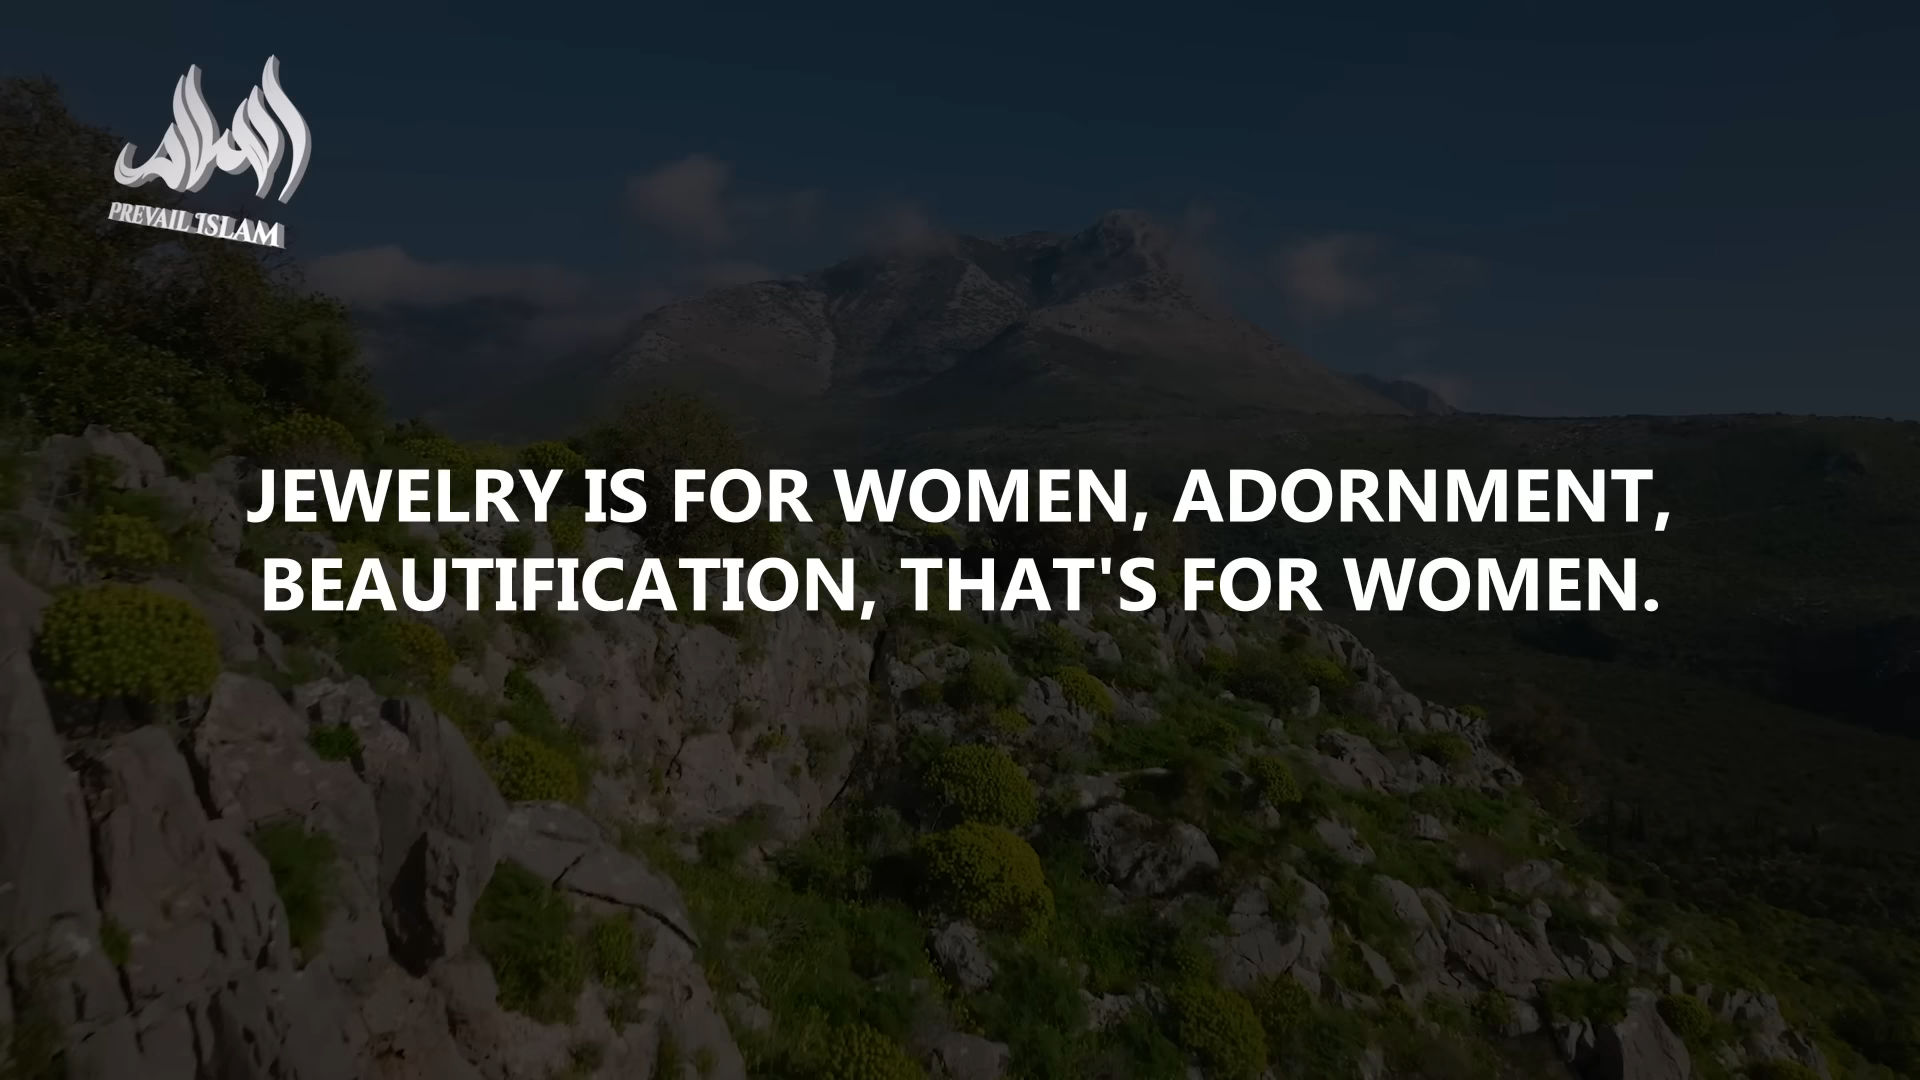 PREVAIL ISLAM
JEWELRY IS FOR WOMEN, ADORNMENT,
BEAUTIFICATION, THAT'S FOR WOMEN.